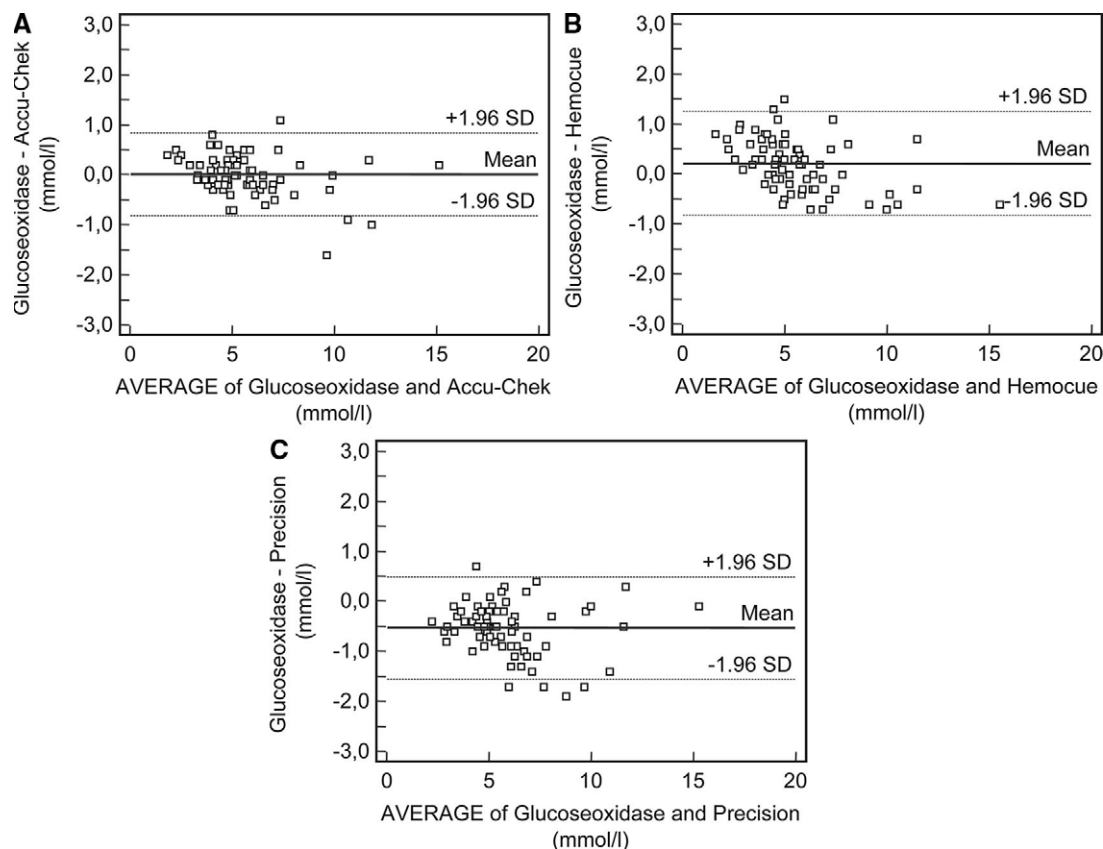 A
Glucoseoxidase - Accu-Chek
(mmol/l)
3,0
2,0
1,0
0,0
-1,0
-2,0
-3,0
+1.96 SD
Mean
-1.96 SD
0 5 10 15 20
AVERAGE of Glucoseoxidase and Accu-Chek
(mmol/l)
B
Glucoseoxidase - Hemocue
(mmol/l)
3,0
2,0
1,0
0,0
-1,0
-2,0
-3,0
+1.96 SD
Mean
-1.96 SD
0 5 10 15 20
AVERAGE of Glucoseoxidase and Hemocue
(mmol/l)
C
Glucoseoxidase - Precision
(mmol/l)
3,0
2,0
1,0
0,0
-1,0
-2,0
-3,0
+1.96 SD
Mean
-1.96 SD
0 5 10 15 20
AVERAGE of Glucoseoxidase and Precision
(mmol/l)